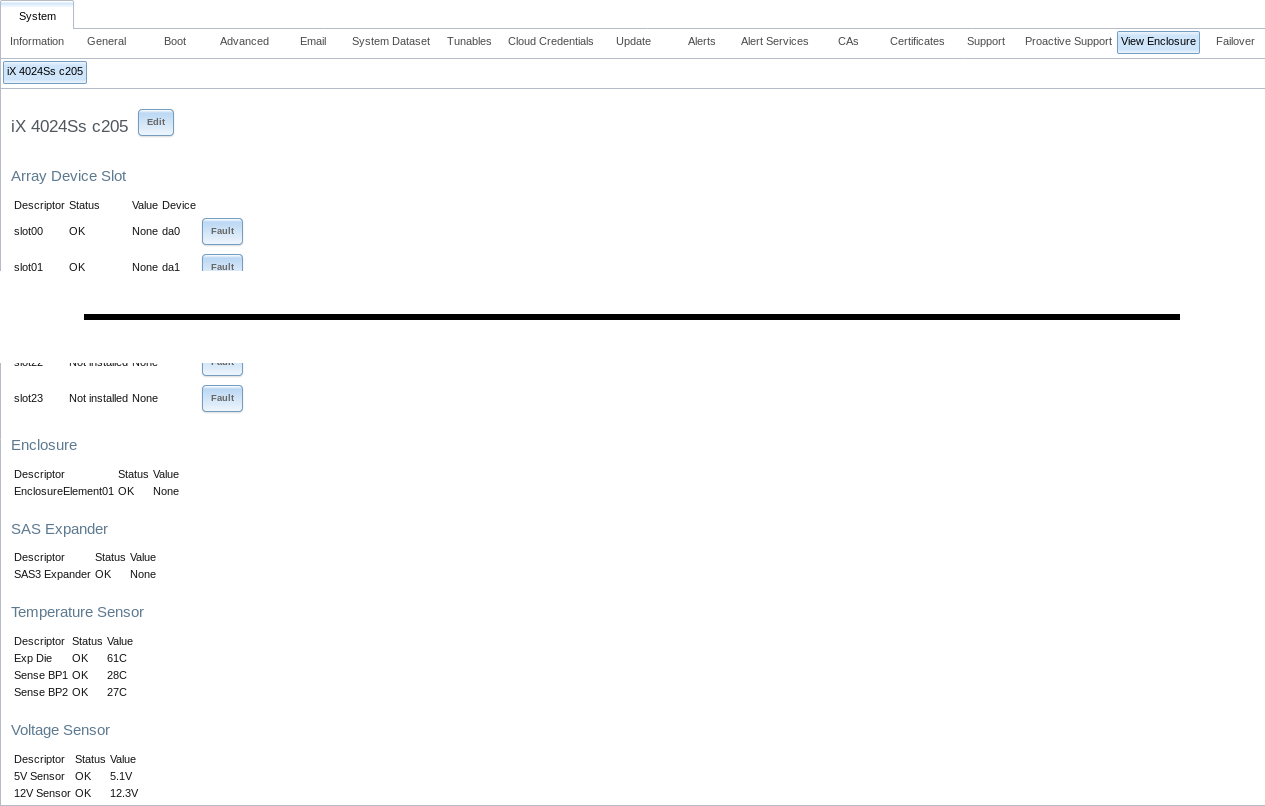 System
Information General Boot Advanced Email System Dataset Tunables Cloud Credentials Update Alerts Alert Services CAs Certificates Support Proactive Support View Enclosure Failover
iX 4024Ss c205
iX 4024Ss c205 Edit
Array Device Slot
Descriptor Status Value Device
slot00 OK None da0 Fault
slot01 OK None da1 Fault
slot22 Not installed None Fault
slot23 Not installed None Fault
Enclosure
Descriptor Status Value
EnclosureElement01 OK None
SAS Expander
Descriptor Status Value
SAS3 Expander OK None
Temperature Sensor
Descriptor Status Value
Exp Die OK 61C
Sense BP1 OK 28C
Sense BP2 OK 27C
Voltage Sensor
Descriptor Status Value
5V Sensor OK 5.1V
12V Sensor OK 12.3V